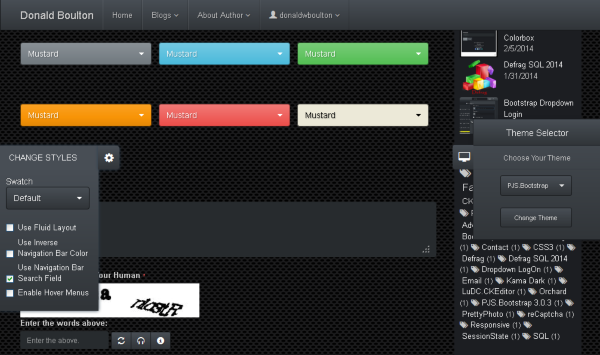 Donald Boulton
Home
Blogs
About Author
donaldwboulton
Mustard
Mustard
Mustard
Mustard
Mustard
Mustard
Colorbox
2/5/2014
Defrag SQL 2014
1/31/2014
Bootstrap Dropdown
Login
Theme Selector
Choose Your Theme
PJS.Bootstrap
Change Theme
CHANGE STYLES
Swatch
Default
Use Fluid Layout
Use Inverse
Navigation Bar Color
Use Navigation Bar
Search Field
Enable Hover Menus
our Human *
Enter the words above:
Enter the above.
(1) Contact (1) CSS3 (1)
Defrag (1) Defrag SQL 2014
(1) Dropdown LogOn (1)
Email (1) Kama Dark (1)
LuDC.CKEditor (1) Orchard
(1) PJS.Bootstrap 3.0.3 (1)
PrettyPhoto (1) reCaptcha (1)
Responsive (1)
SessionState (1) SQL (1)